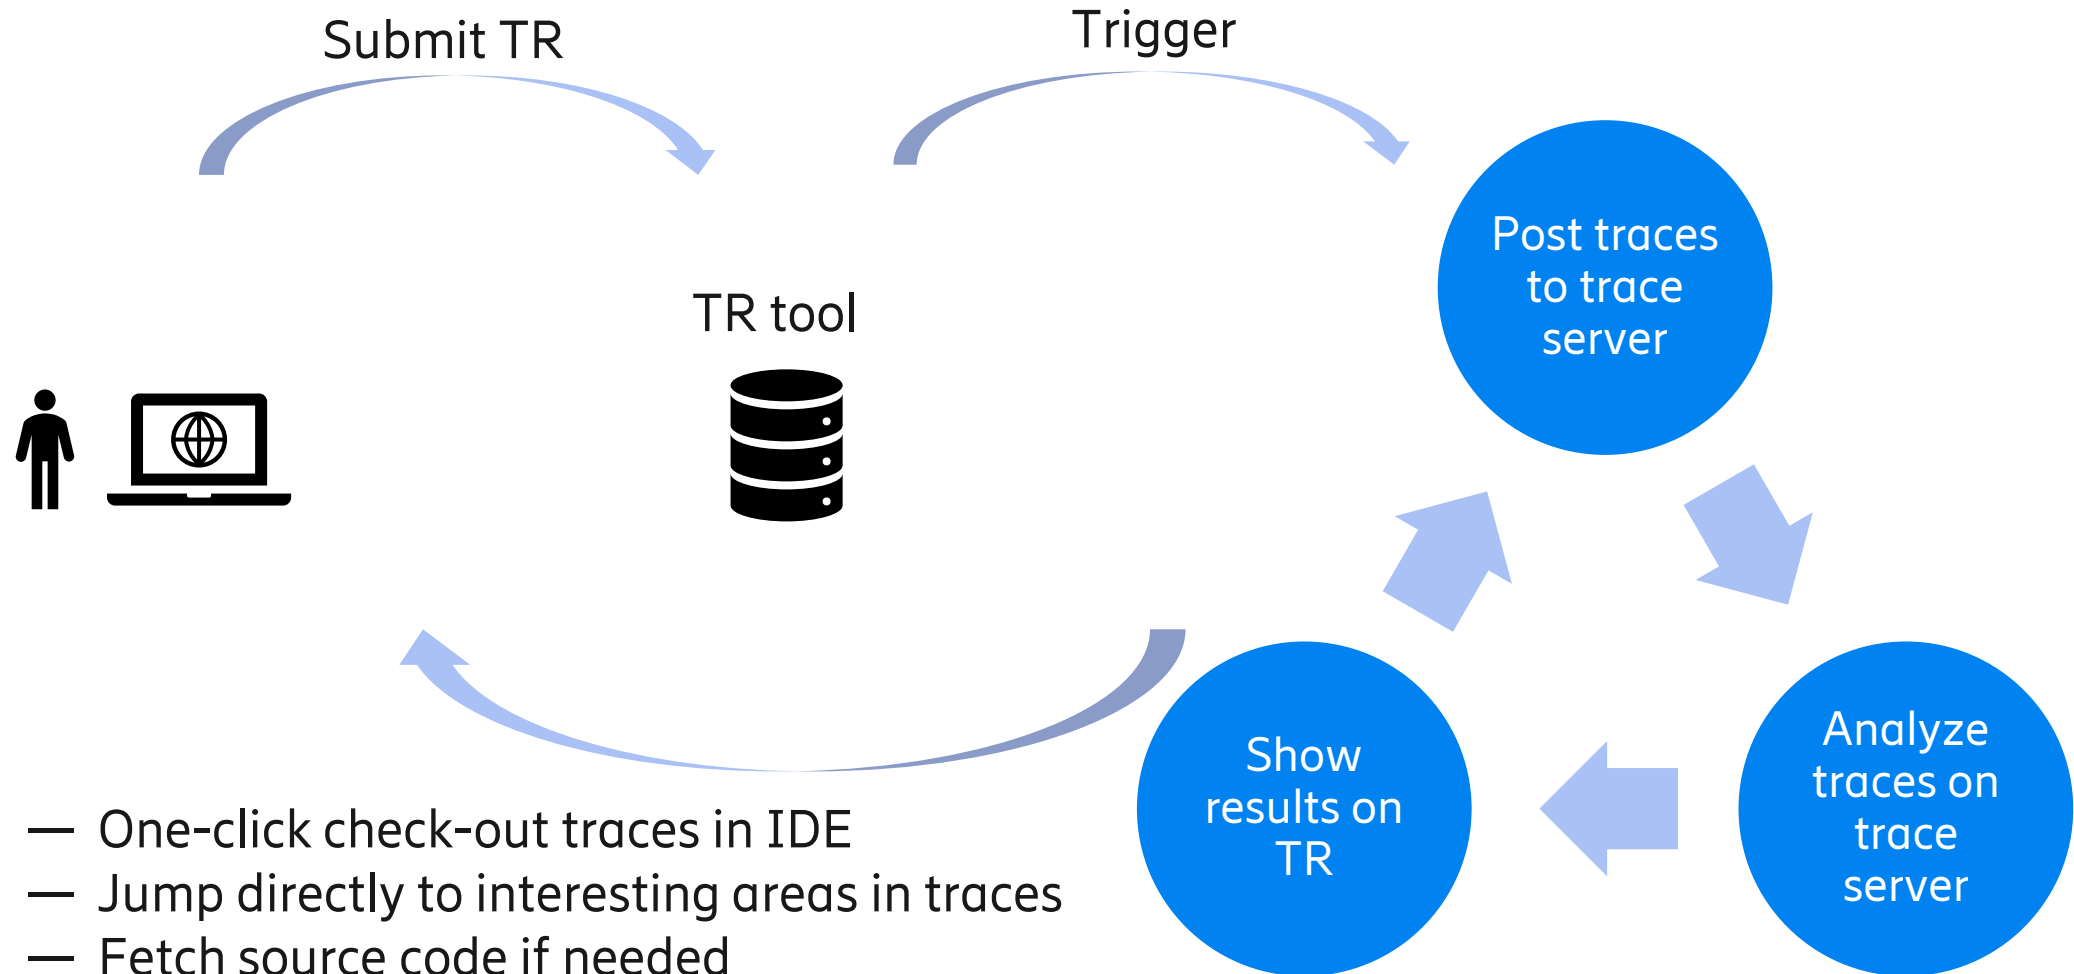 Submit TR
Trigger
Post traces
to trace
server
TR tool
Analyze
traces on
trace
server
Show
results on
TR
— One-click check-out traces in IDE
— Jump directly to interesting areas in traces
— Fetch source code if needed